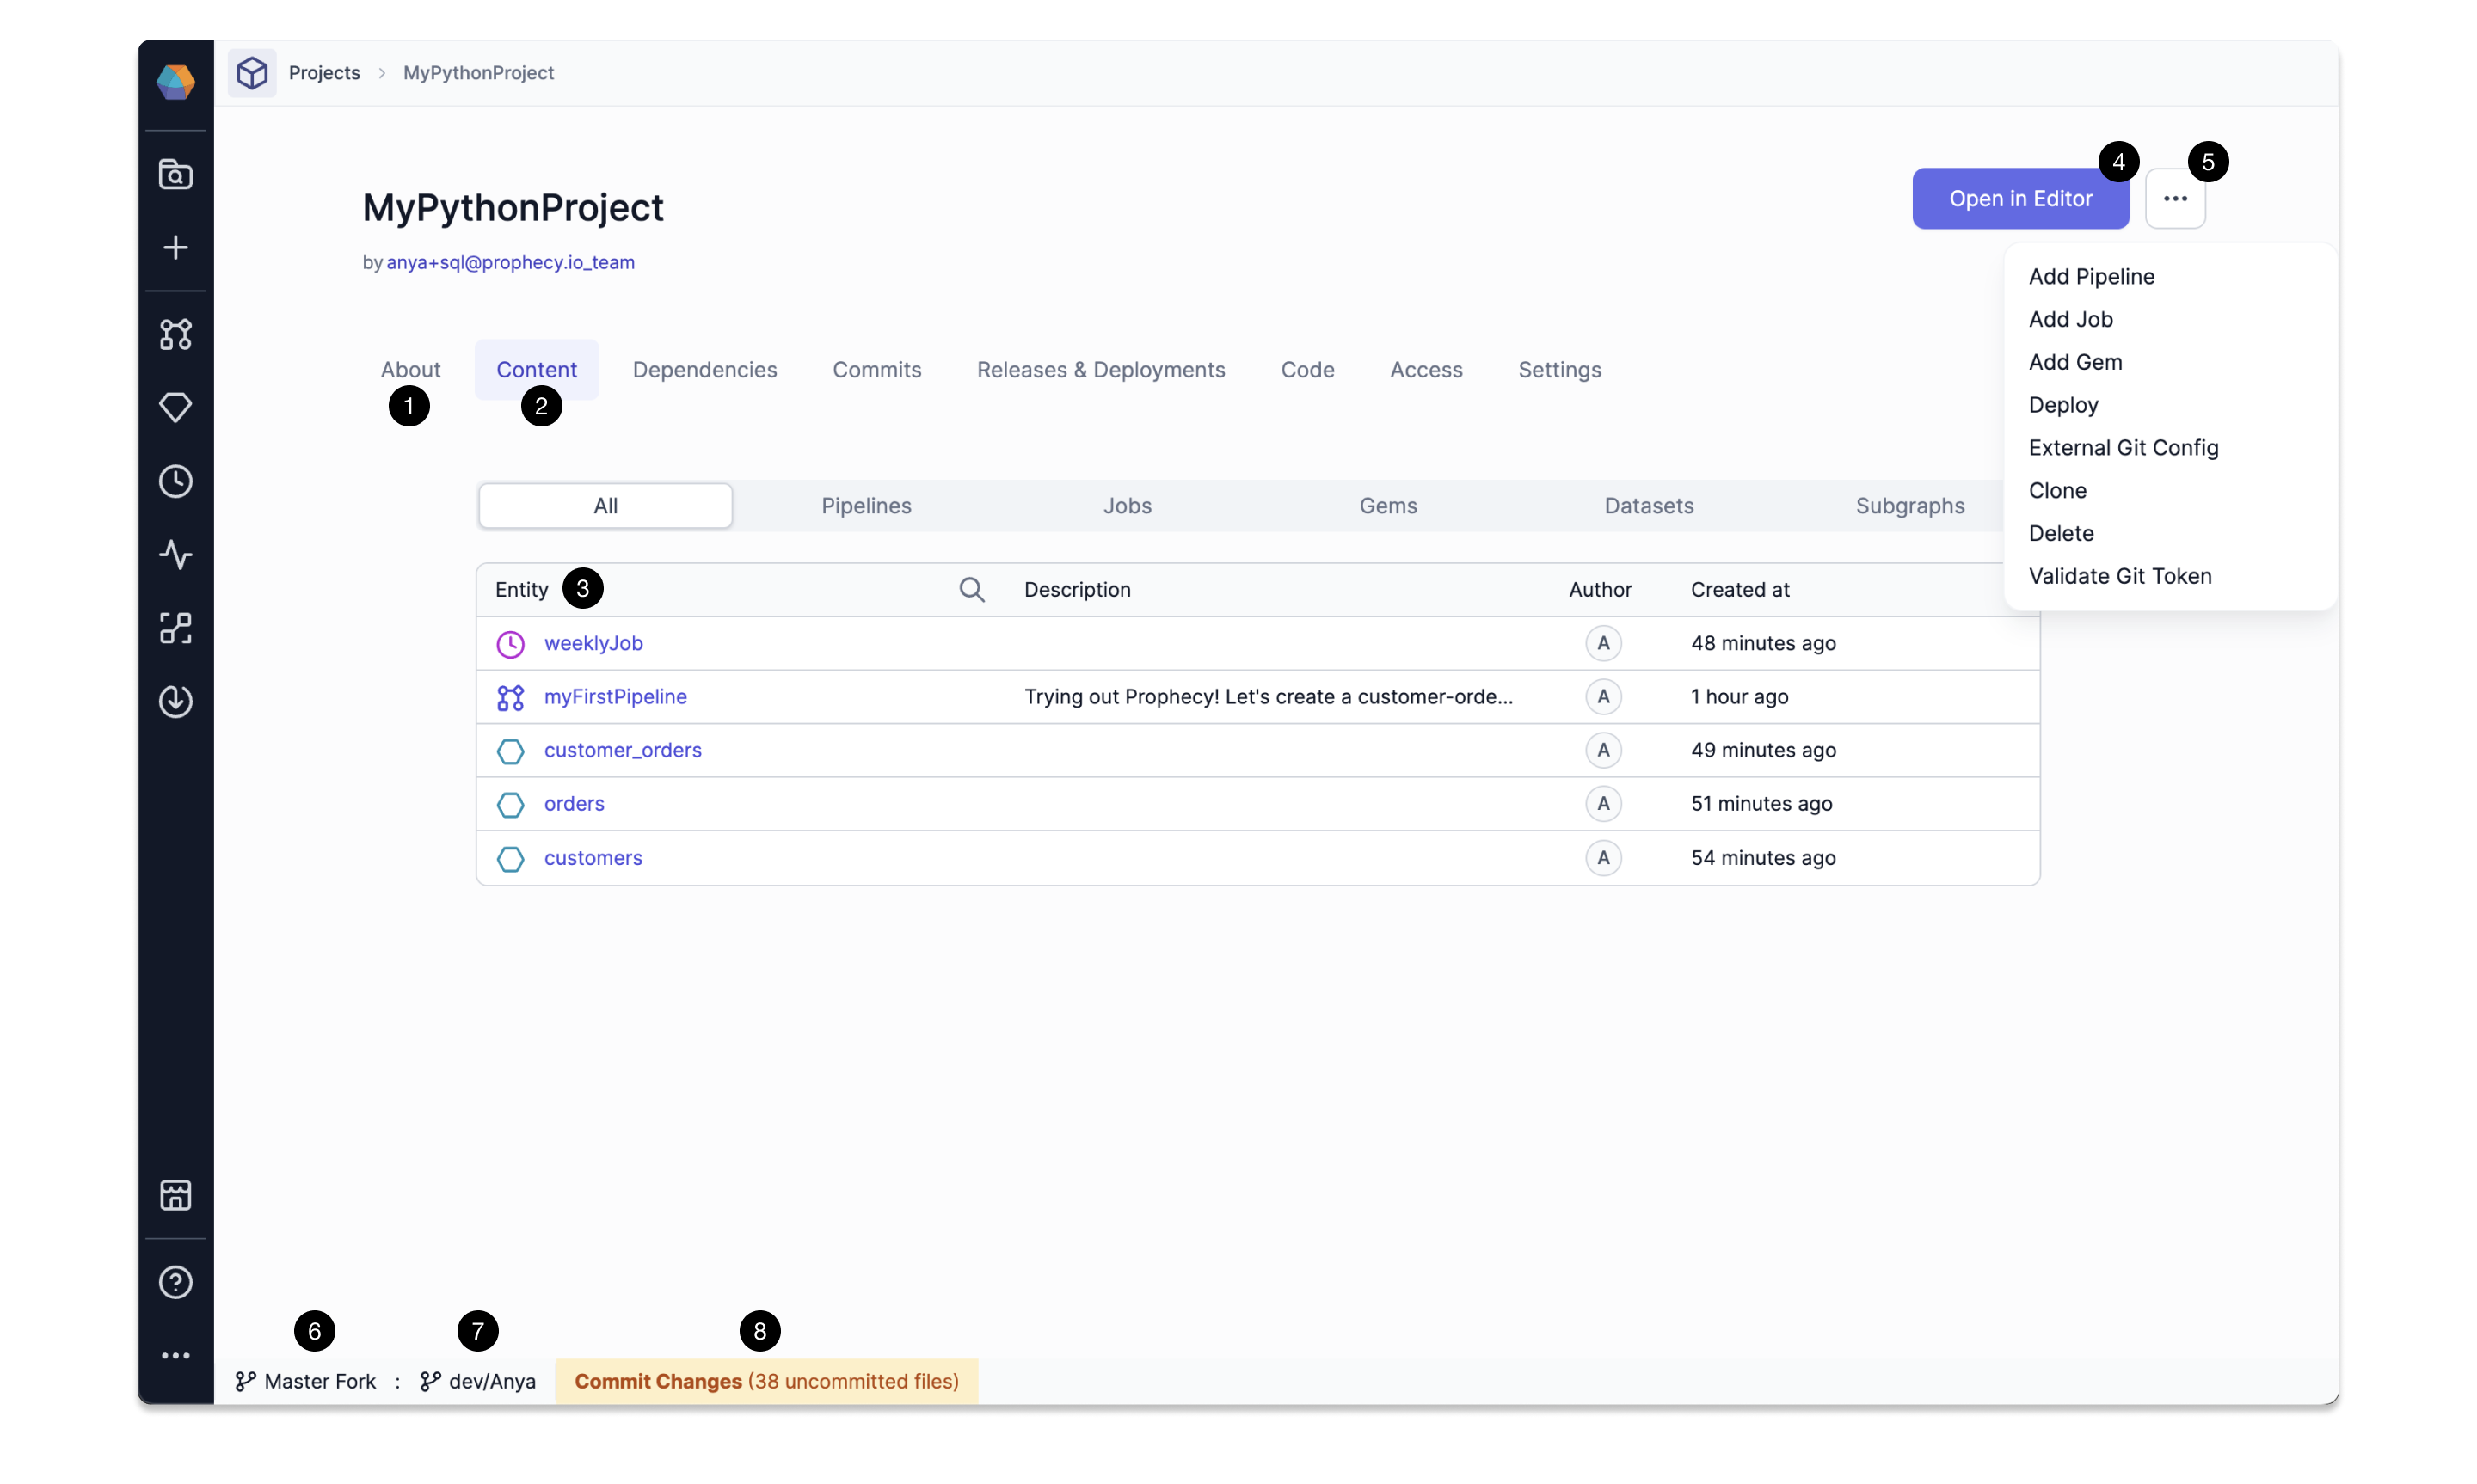 Projects > MyPythonProject
4
5
MyPythonProject
Open in Editor
by anya+sql@prophecy.io_team
Add Pipeline
Add Job
Add Gem
Deploy
External Git Config
Clone
Delete
Validate Git Token
About Content Dependencies Commits Releases & Deployments Code Access Settings
1 2
All Pipelines Jobs Gems Datasets Subgraphs
Entity 3 Description Author Created at
weeklyJob A 48 minutes ago
myFirstPipeline Trying out Prophecy! Let's create a customer-orde... A 1 hour ago
customer_orders A 49 minutes ago
orders A 51 minutes ago
customers A 54 minutes ago
6 7 8
Master Fork : dev/Anya Commit Changes (38 uncommitted files)